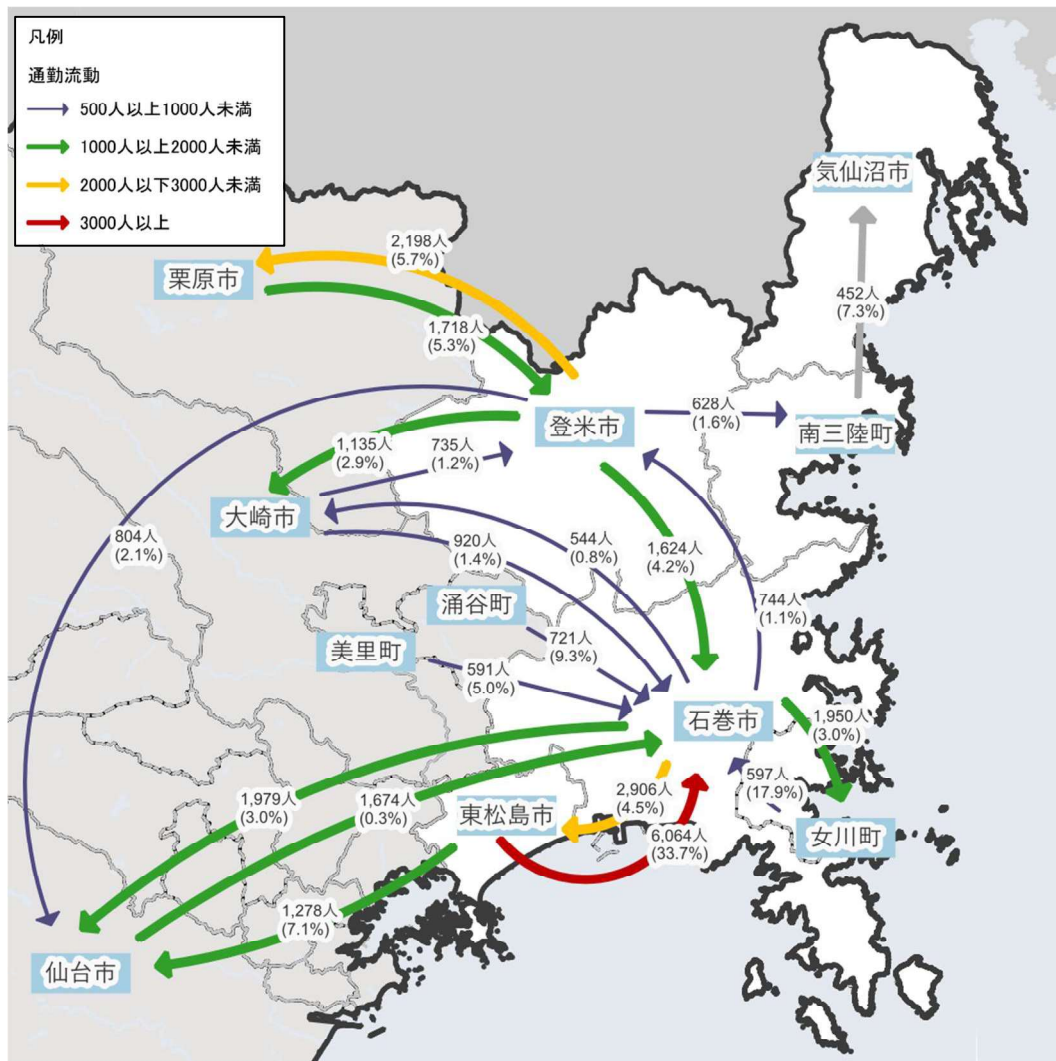 凡例
通勤流動
500人以上1000人未満
1000人以上2000人未満
2000人以下3000人未満
3000人以上
気仙沼市
2,198人
(5.7%)
栗原市
452人
(7.3%)
1,718人
(5.3%)
628人
(1.6%)
登米市
南三陸町
1,135人
(2.9%)
735人
(1.2%)
大崎市
804人
(2.1%)
920人
(1.4%)
544人
(0.8%)
1,624人
(4.2%)
涌谷町
744人
(1.1%)
721人
(9.3%)
美里町
591人
(5.0%)
石巻市
1,950人
(3.0%)
1,979人
(3.0%)
1,674人
(0.3%)
2,906人
(4.5%)
597人
(17.9%)
東松島市
6,064人
(33.7%)
女川町
1,278人
(7.1%)
仙台市